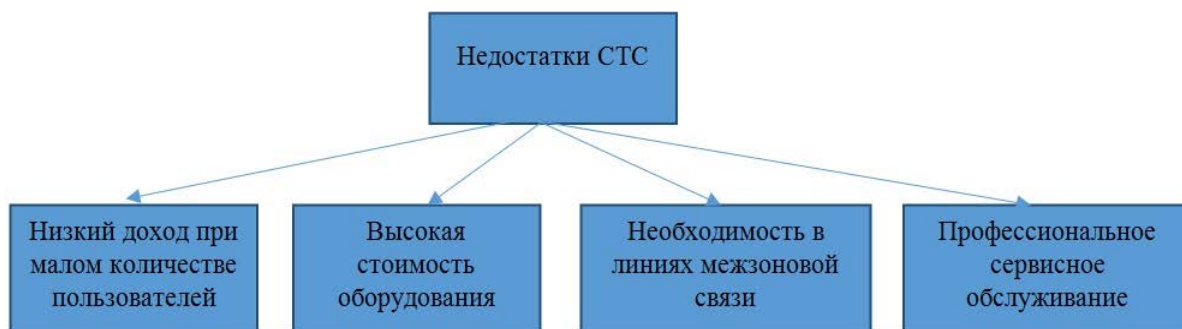 Недостатки СТС
Низкий доход при
малом количестве
пользователей
Высокая
стоимость
оборудования
Необходимость в
линиях межзоновой
связи
Профессиональное
сервисное
обслуживание